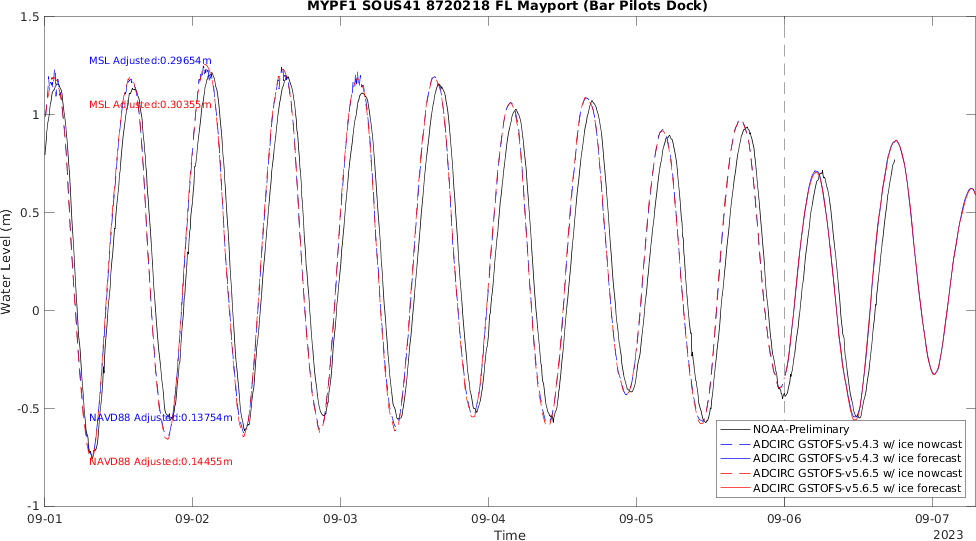 MYPF1 SOUS41 8720218 FL Mayport (Bar Pilots Dock)
1.5
1
0.5
0
-0.5
-1
Water Level (m)
MSL Adjusted:0.29654m
MSL Adjusted:0.30355m
NAVD88 Adjusted:0.13754m
NAVD88 Adjusted:0.14455m
NOAA-Preliminary
ADCIRC GSTOFS-v5.4.3 w/ ice nowcast
ADCIRC GSTOFS-v5.4.3 w/ ice forecast
ADCIRC GSTOFS-v5.6.5 w/ ice nowcast
ADCIRC GSTOFS-v5.6.5 w/ ice forecast
09-01 09-02 09-03 09-04 09-05 09-06 09-07
Time
2023